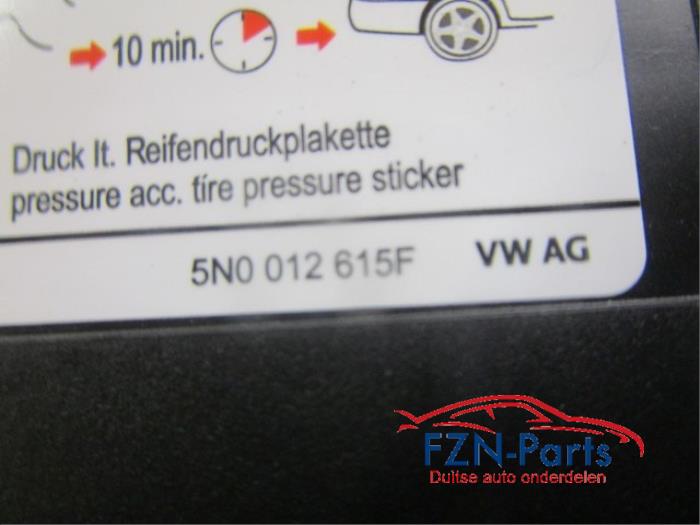 10 min.
Druck lt. Reifendruckplakette
pressure acc. tire pressure sticker
5N0 012 615F VW AG
FZN-Parts
Duitse auto onderdelen